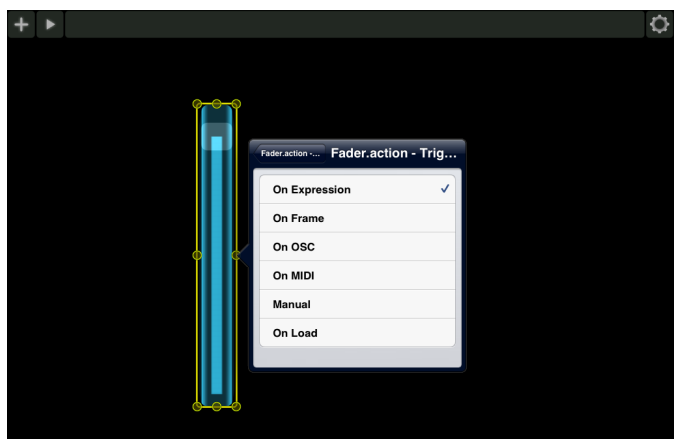 Fader.action -... Fader.action - Trig...
On Expression
On Frame
On OSC
On MIDI
Manual
On Load